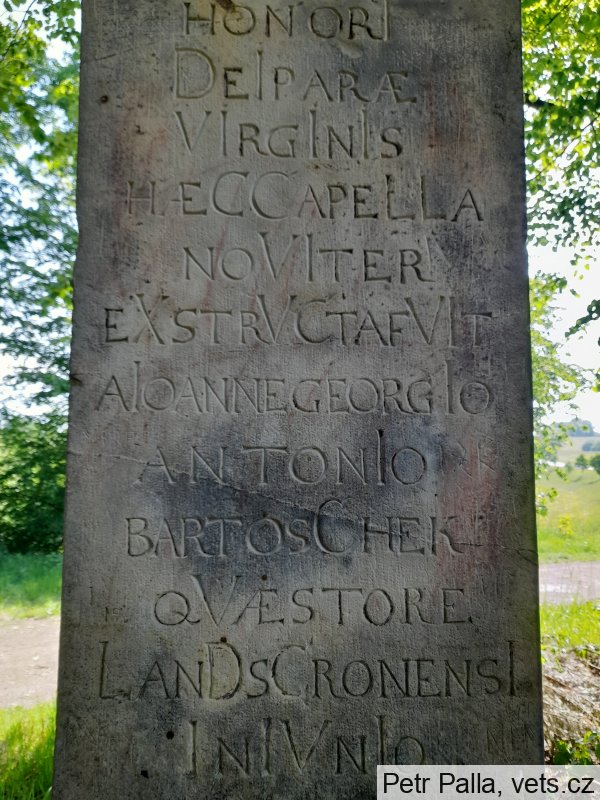 HONORI
DEIPARÆ
VIRGINIS
HÆC CAPELLA
NOVITER
EXSTRVCTA FVIT
A IOANNE GEORGIO
ANTONIO
BARTOSCHEK
QVÆSTORE
LANDSCRONENSI
IN IVNIO
Petr Palla, vets.cz